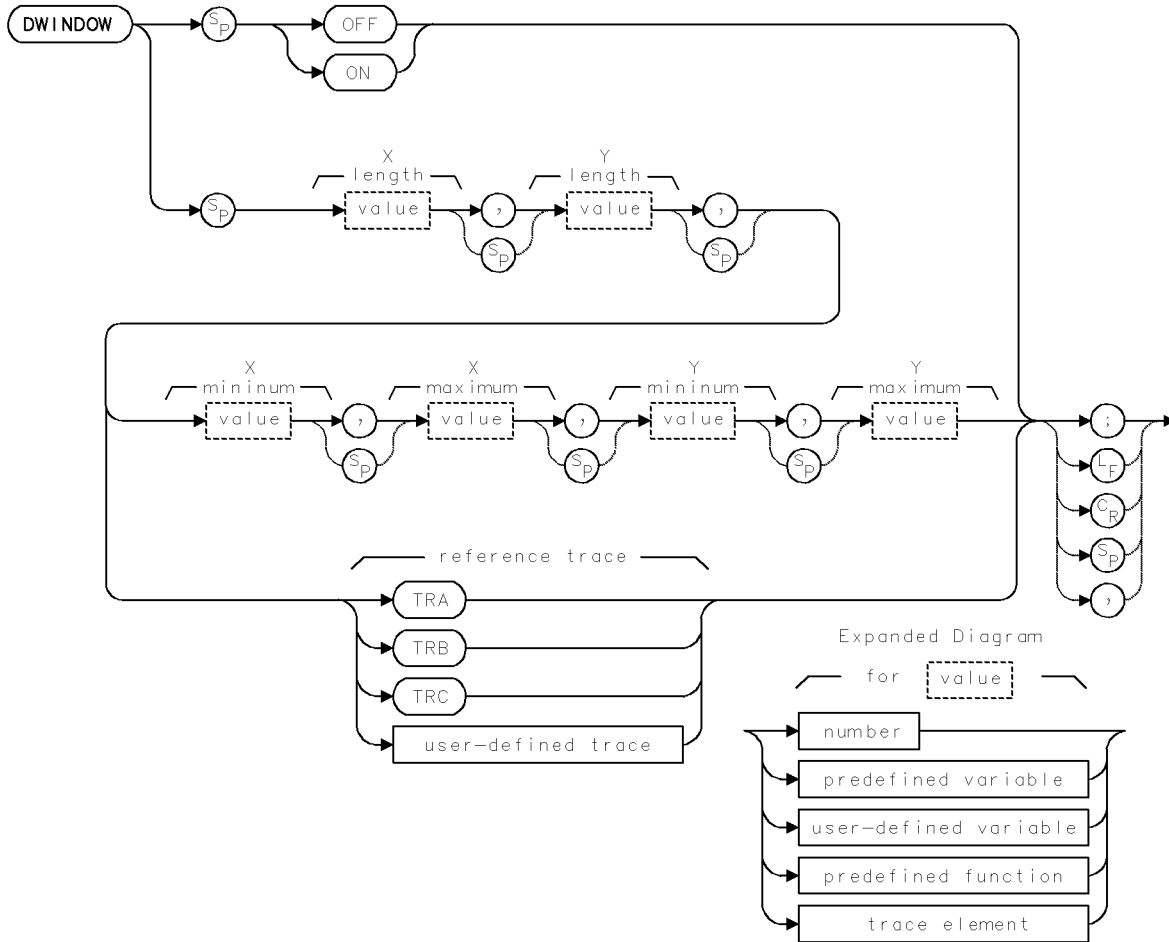 DWINDOW SP OFF
ON
X Y
length length
SP value , value ,
SP SP
X X Y Y
mininum maximum mininum maximum
value , value , value , value ;
SP SP SP LF
CR
SP
,
reference trace
TRA
TRB
TRC
user-defined trace
Expanded Diagram
for value
number
predefined variable
user-defined variable
predefined function
trace element